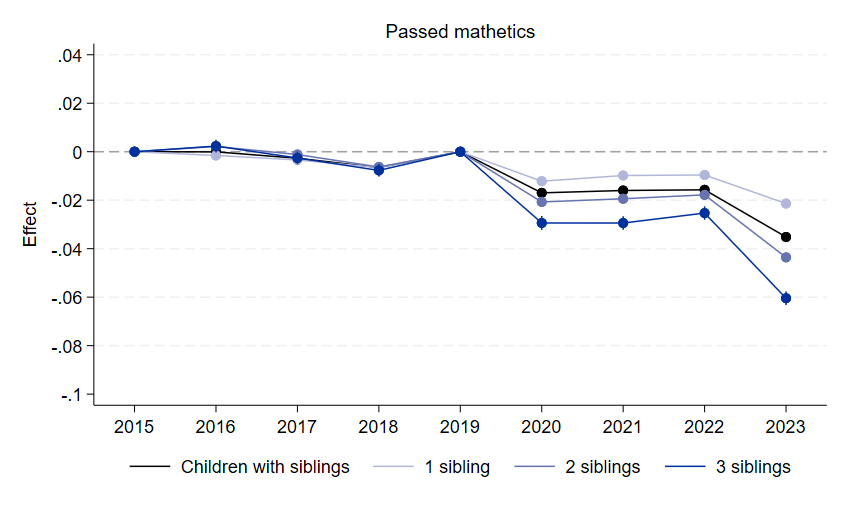 Passed mathetics
.04
.02
0
-.02
-.04
-.06
-.08
-.1
Effect
2015 2016 2017 2018 2019 2020 2021 2022 2023
Children with siblings 1 sibling 2 siblings 3 siblings